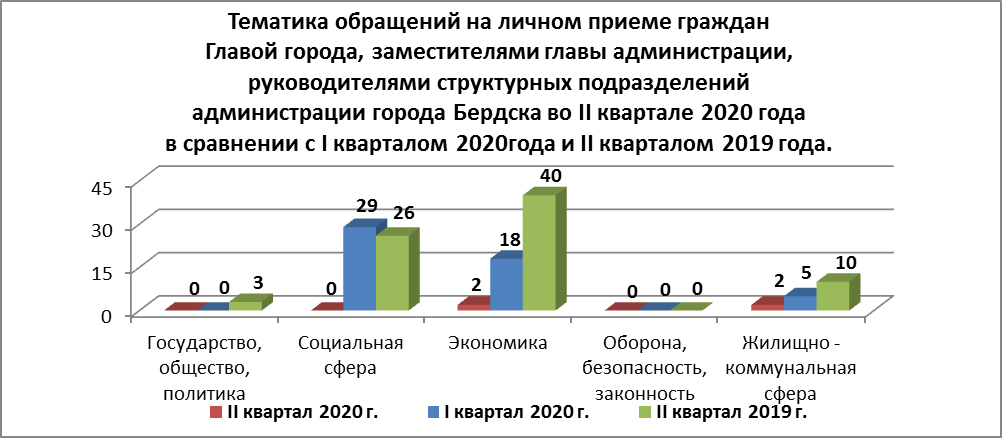 Тематика обращений на личном приеме граждан
Главой города, заместителями главы администрации,
руководителями структурных подразделений
администрации города Бердска во II квартале 2020 года
в сравнении с I кварталом 2020года и II кварталом 2019 года.
45
30
15
0
0 0 3
0 29 26
2 18 40
0 0 0
2 5 10
Государство,
общество,
политика
Социальная
сфера
Экономика
Оборона,
безопасность,
законность
Жилищно -
коммунальная
сфера
II квартал 2020 г.
I квартал 2020 г.
II квартал 2019 г.